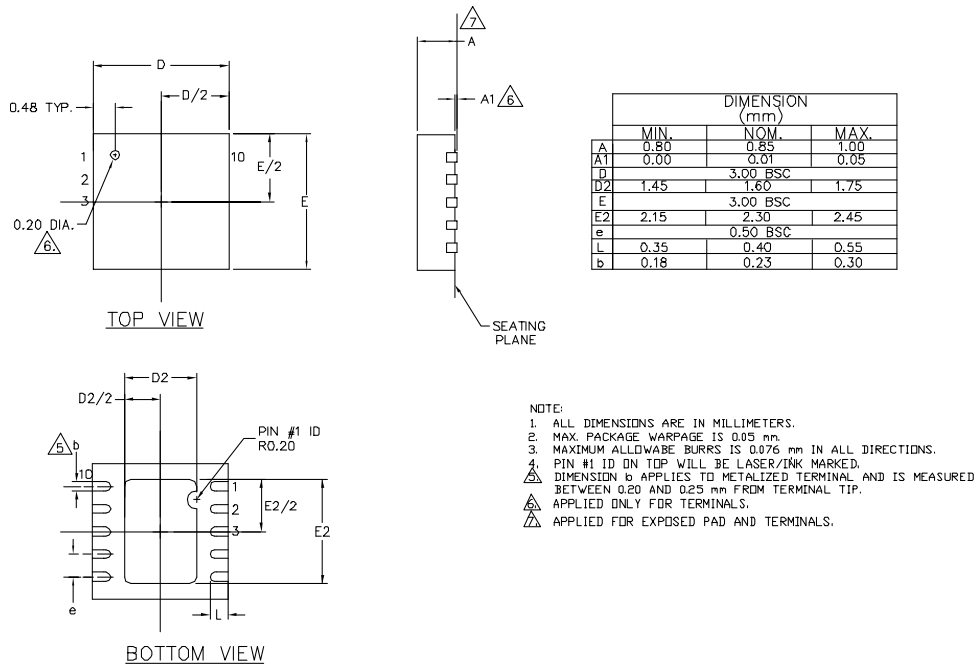 7
A
D
D/2
0.48 TYP.
A1 6
1
10
2
3
E/2
E
0.20 DIA.
6.
TOP VIEW
SEATING
PLANE
DIMENSION
(mm)
MIN. NOM. MAX.
A 0.80 0.85 1.00
A1 0.00 0.01 0.05
D 3.00 BSC
D2 1.45 1.60 1.75
E 3.00 BSC
E2 2.15 2.30 2.45
e 0.50 BSC
L 0.35 0.40 0.55
b 0.18 0.23 0.30
D2
D2/2
PIN #1 ID
R0.20
5 b
10
1
2
3
E2/2
E2
e
L
BOTTOM VIEW
NOTE:
1. ALL DIMENSIONS ARE IN MILLIMETERS.
2. MAX. PACKAGE WARPAGE IS 0.05 mm.
3. MAXIMUM ALLOWABE BURRS IS 0.076 mm IN ALL DIRECTIONS.
4. PIN #1 ID ON TOP WILL BE LASER/INK MARKED.
5. DIMENSION b APPLIES TO METALIZED TERMINAL AND IS MEASURED
BETWEEN 0.20 AND 0.25 mm FROM TERMINAL TIP.
6. APPLIED ONLY FOR TERMINALS.
7. APPLIED FOR EXPOSED PAD AND TERMINALS.